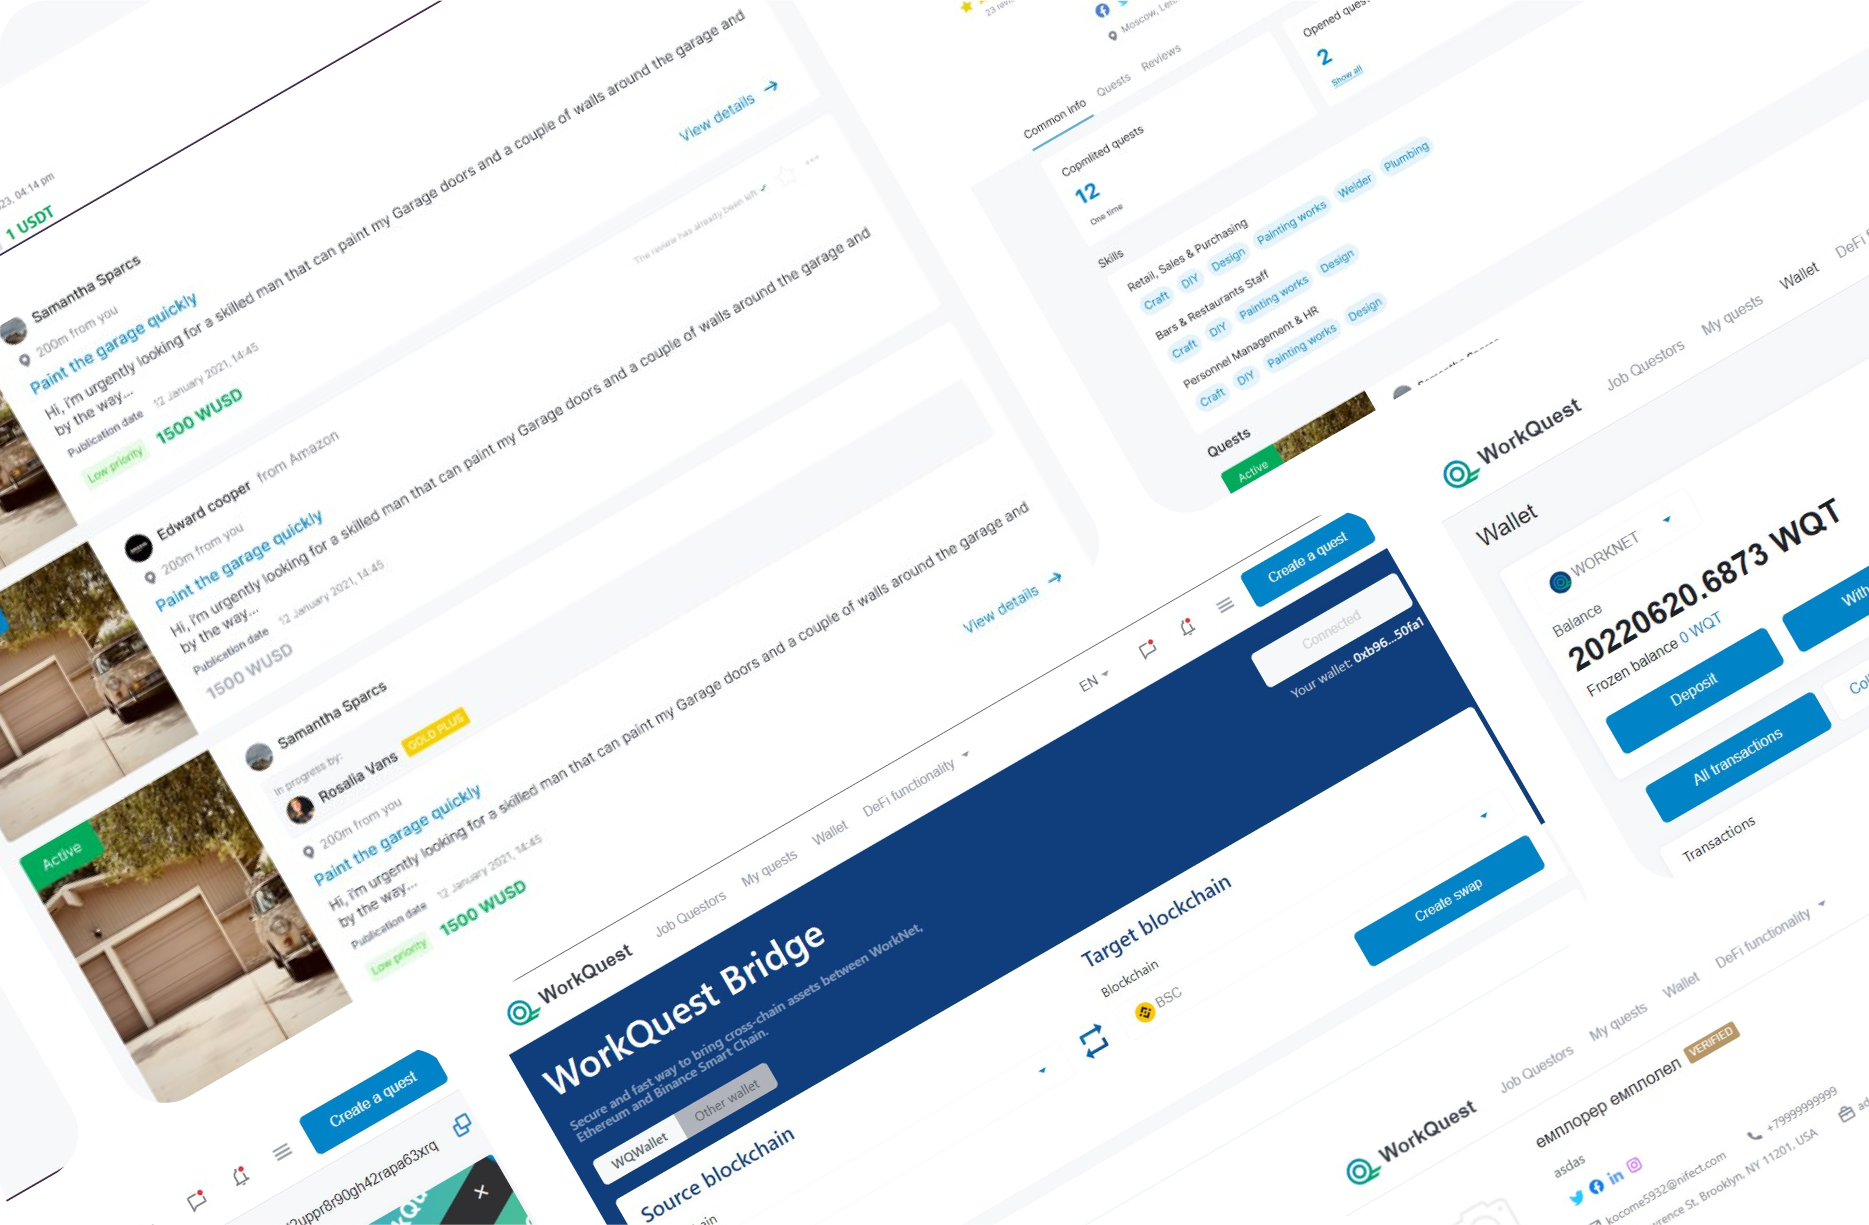 23, 04:14 pm
1 USDT
Samantha Sparcs
200m from you
Paint the garage quickly
Hi, i'm urgently looking for a skilled man that can paint my Garage doors and a couple of walls around the garage and
by the way...
Publication date 12 January 2021, 14:45
Low priority 1500 WUSD
View details
The review has already been left
Edward cooper from Amazon
200m from you
Paint the garage quickly
Hi, i'm urgently looking for a skilled man that can paint my Garage doors and a couple of walls around the garage and
by the way...
Publication date 12 January 2021, 14:45
1500 WUSD
Samantha Sparcs
In progress by:
Rosalia Vans GOLD PLUS
200m from you
Paint the garage quickly
Hi, i'm urgently looking for a skilled man that can paint my Garage doors and a couple of walls around the garage and
by the way...
Publication date 12 January 2021, 14:45
Low priority 1500 WUSD
View details
Active
Moscow,
Common info Quests Reviews
Copmlited quests
12
One time
Opened
2
Show all
Skills
Retail, Sales & Purchasing
Craft DIY Design Painting works Welder Plumbing
Bars & Restaurants Staff
Craft DIY Painting works Design
Personnel Management & HR
Craft DIY Painting works Design
Quests
Active
WorkQuest Job Questors My quests Wallet DeFi
Wallet
WORKNET
Balance
20220620.6873 WQT
Frozen balance 0 WQT
Deposit With
All transactions Col
Transactions
WorkQuest Job Questors My quests Wallet DeFi functionality EN Create a quest
WorkQuest Bridge
Secure and fast way to bring cross-chain assets between WorkNet,
Ethereum and Binance Smart Chain.
Connected
Your wallet: 0xb96...50fa1
WQWallet Other wallet
Source blockchain
Target blockchain
Blockchain
BSC
Create swap
Create a quest
2uppr8r90gh42rapa63xrq
WorkQuest Job Questors My quests Wallet DeFi functionality
емплорер емплолел VERIFIED
asdas
+79999999999
kocome5932@nifect.com
rence St, Brooklyn, NY 11201, USA